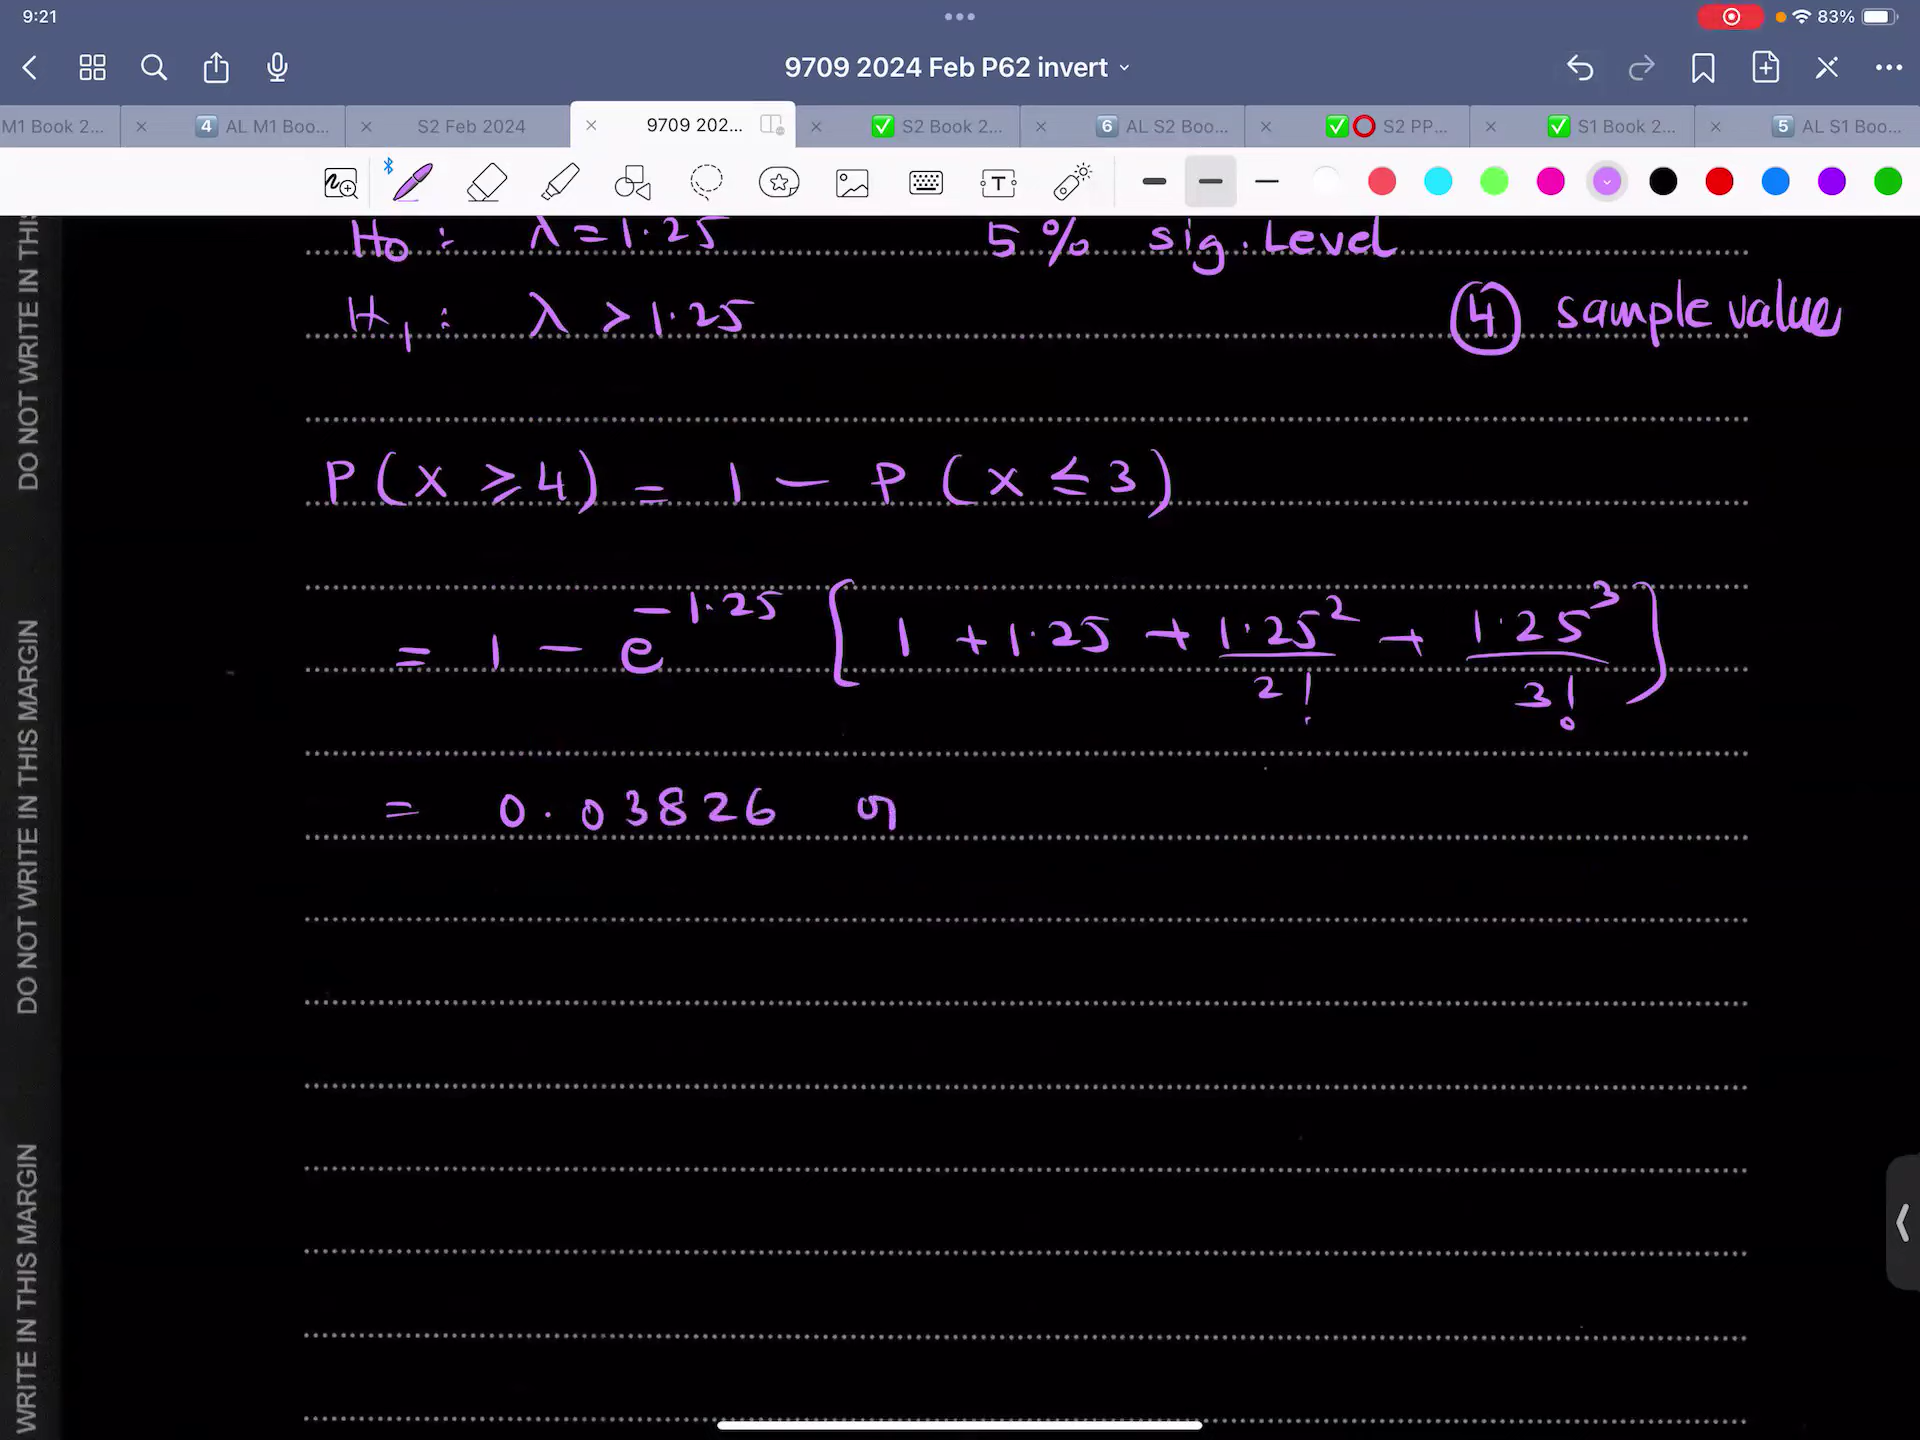 9:21
83%
9709 2024 Feb P62 invert
M1 Book 2...
4 AL M1 Boo...
S2 Feb 2024
9709 202...
S2 Book 2...
6 AL S2 Boo...
S2 PP...
S1 Book 2...
5 AL S1 Boo...
H₀ : λ = 1.25 5% sig. Level
H₁ : λ > 1.25 ④ sample value
P(X ≥ 4) = 1 − P(X ≤ 3)
= 1 − e^{−1.25} [1 + 1.25 + 1.25²/2! + 1.25³/3!]
= 0.03826
DO NOT WRITE IN THIS
DO NOT WRITE IN THIS MARGIN
WRITE IN THIS MARGIN